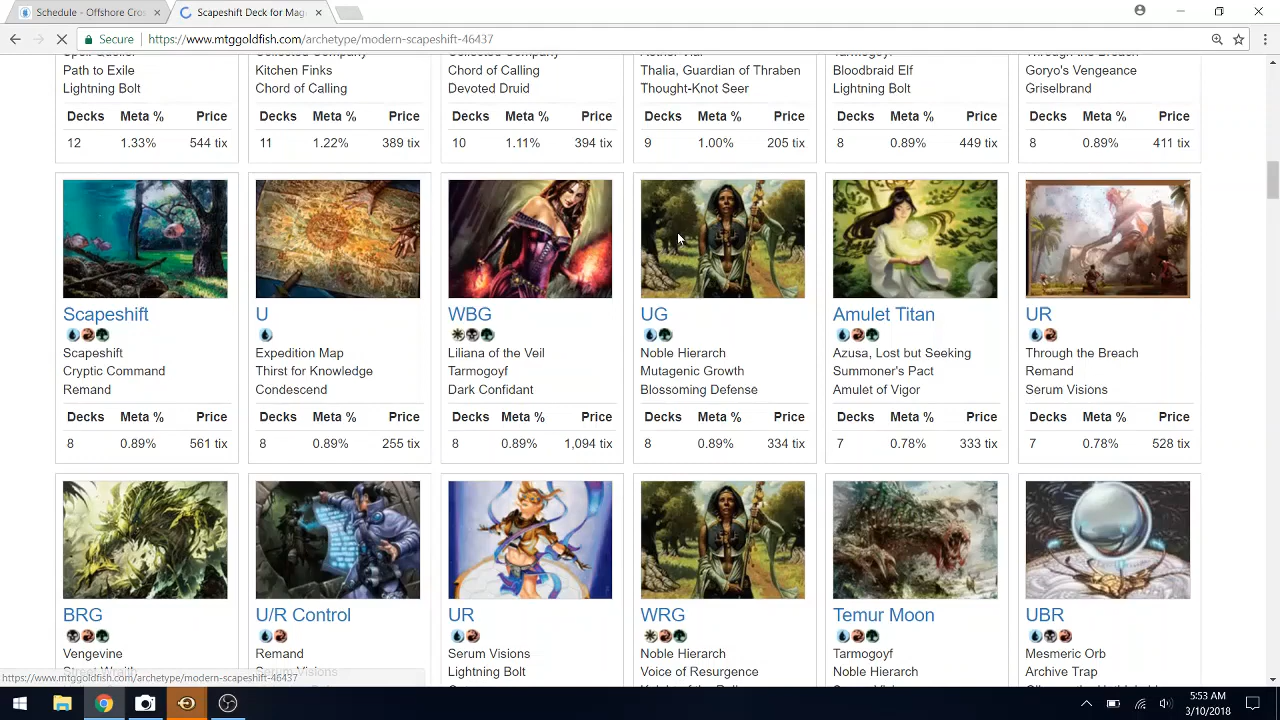 Schedule - Offshore Cros
Scapeshift Deck for Mag
Secure
https://www.mtggoldfish.com/archetype/modern-scapeshift-46437
Path to Exile
Lightning Bolt
Kitchen Finks
Chord of Calling
Chord of Calling
Devoted Druid
Thalia, Guardian of Thraben
Thought-Knot Seer
Bloodbraid Elf
Lightning Bolt
Goryo's Vengeance
Griselbrand
Decks Meta % Price Decks Meta % Price Decks Meta % Price Decks Meta % Price Decks Meta % Price Decks Meta % Price
12 1.33% 544 tix 11 1.22% 389 tix 10 1.11% 394 tix 9 1.00% 205 tix 8 0.89% 449 tix 8 0.89% 411 tix
Scapeshift
Scapeshift
Cryptic Command
Remand
Decks Meta % Price
8 0.89% 561 tix
U
Expedition Map
Thirst for Knowledge
Condescend
Decks Meta % Price
8 0.89% 255 tix
WBG
Liliana of the Veil
Tarmogoyf
Dark Confidant
Decks Meta % Price
8 0.89% 1,094 tix
UG
Noble Hierarch
Mutagenic Growth
Blossoming Defense
Decks Meta % Price
8 0.89% 334 tix
Amulet Titan
Azusa, Lost but Seeking
Summoner's Pact
Amulet of Vigor
Decks Meta % Price
7 0.78% 333 tix
UR
Through the Breach
Remand
Serum Visions
Decks Meta % Price
7 0.78% 528 tix
BRG
Vengevine
U/R Control
Remand
UR
Serum Visions
Lightning Bolt
WRG
Noble Hierarch
Voice of Resurgence
Temur Moon
Tarmogoyf
Noble Hierarch
UBR
Mesmeric Orb
Archive Trap
https://www.mtggoldfish.com/archetype/modern-scapeshift-46437
5:53 AM
3/10/2018